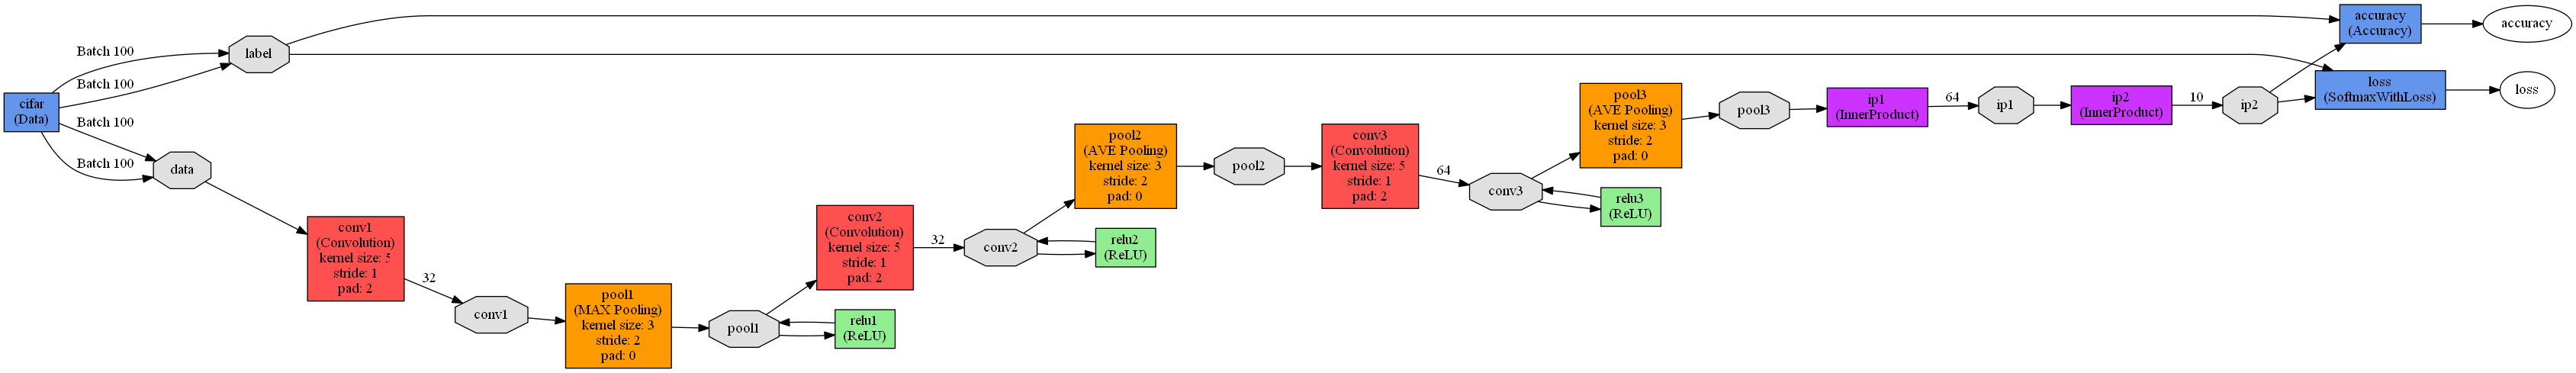 cifar
(Data)
Batch 100
Batch 100
Batch 100
Batch 100
label
data
conv1
(Convolution)
kernel size: 5
stride: 1
pad: 2
32
conv1
pool1
(MAX Pooling)
kernel size: 3
stride: 2
pad: 0
pool1
relu1
(ReLU)
conv2
(Convolution)
kernel size: 5
stride: 1
pad: 2
32
conv2
relu2
(ReLU)
pool2
(AVE Pooling)
kernel size: 3
stride: 2
pad: 0
pool2
conv3
(Convolution)
kernel size: 5
stride: 1
pad: 2
64
conv3
relu3
(ReLU)
pool3
(AVE Pooling)
kernel size: 3
stride: 2
pad: 0
pool3
ip1
(InnerProduct)
64
ip1
ip2
(InnerProduct)
10
ip2
accuracy
(Accuracy)
accuracy
loss
(SoftmaxWithLoss)
loss